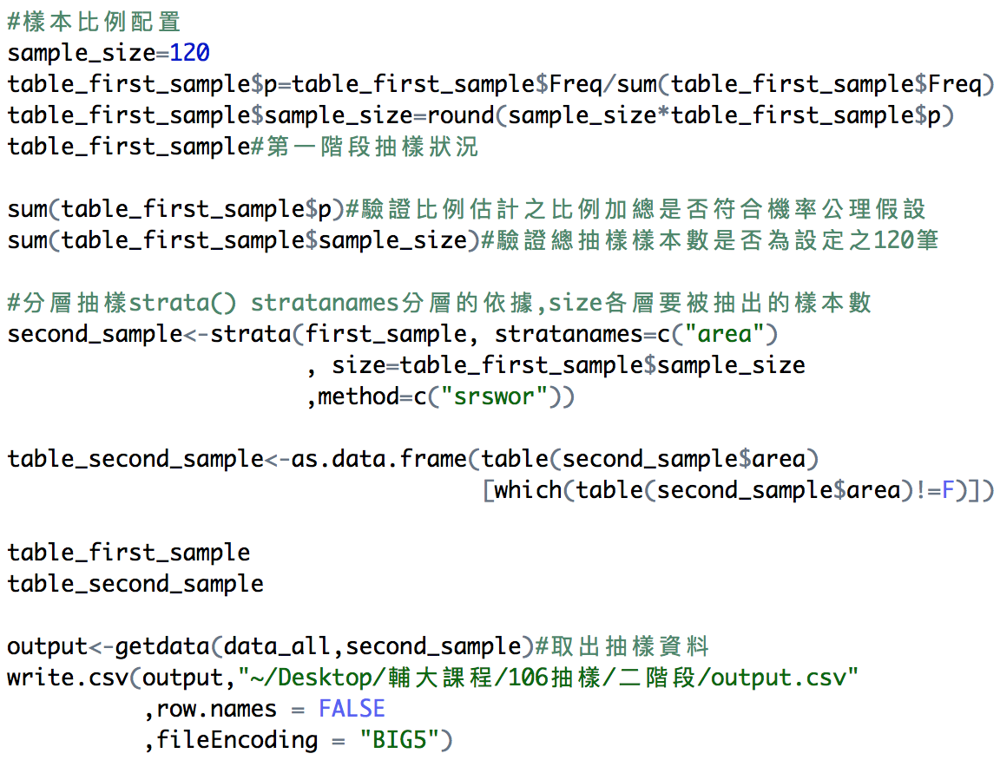 #樣本比例配置
sample_size=120
table_first_sample$p=table_first_sample$Freq/sum(table_first_sample$Freq)
table_first_sample$sample_size=round(sample_size*table_first_sample$p)
table_first_sample#第一階段抽樣狀況
sum(table_first_sample$p)#驗證比例估計之比例加總是否符合機率公理假設
sum(table_first_sample$sample_size)#驗證總抽樣樣本數是否為設定之120筆
#分層抽樣strata() stratanames分層的依據,size各層要被抽出的樣本數
second_sample<-strata(first_sample, stratanames=c("area")
, size=table_first_sample$sample_size
,method=c("srswor"))
table_second_sample<-as.data.frame(table(second_sample$area)
[which(table(second_sample$area)!=F)])
table_first_sample
table_second_sample
output<-getdata(data_all,second_sample)#取出抽樣資料
write.csv(output,"~/Desktop/輔大課程/106抽樣/二階段/output.csv"
,row.names = FALSE
,fileEncoding = "BIG5")